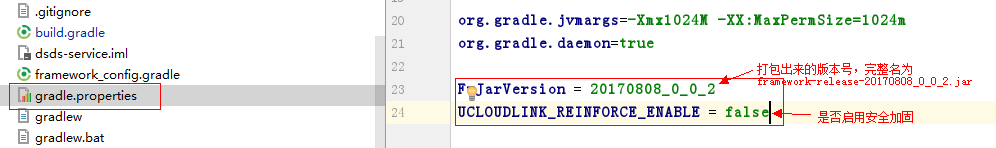 .gitignore
build.gradle
dsds-service.iml
framework_config.gradle
gradle.properties
gradlew
gradlew.bat
20 org.gradle.jvmargs=-Xmx1024M -XX:MaxPermSize=1024m
21 org.gradle.daemon=true
22
23 JarVersion = 20170808_0_0_2
24 UCLOUDLINK_REINFORCE_ENABLE = false
打包出来的版本号，完整名为
framework-release-20170808_0_0_2.jar
是否启用安全加固